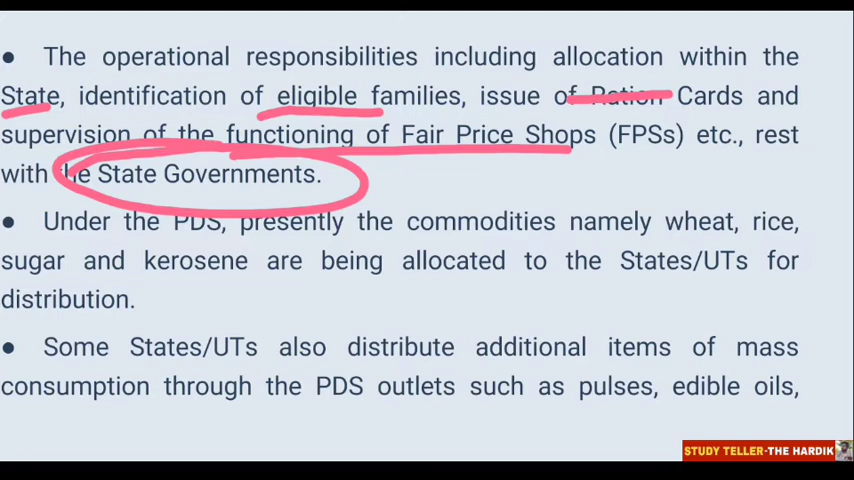 ● The operational responsibilities including allocation within the
State, identification of eligible families, issue of Ration Cards and
supervision of the functioning of Fair Price Shops (FPSs) etc., rest
with the State Governments.
● Under the PDS, presently the commodities namely wheat, rice,
sugar and kerosene are being allocated to the States/UTs for
distribution.
● Some States/UTs also distribute additional items of mass
consumption through the PDS outlets such as pulses, edible oils,
STUDY TELLER-THE HARDIK